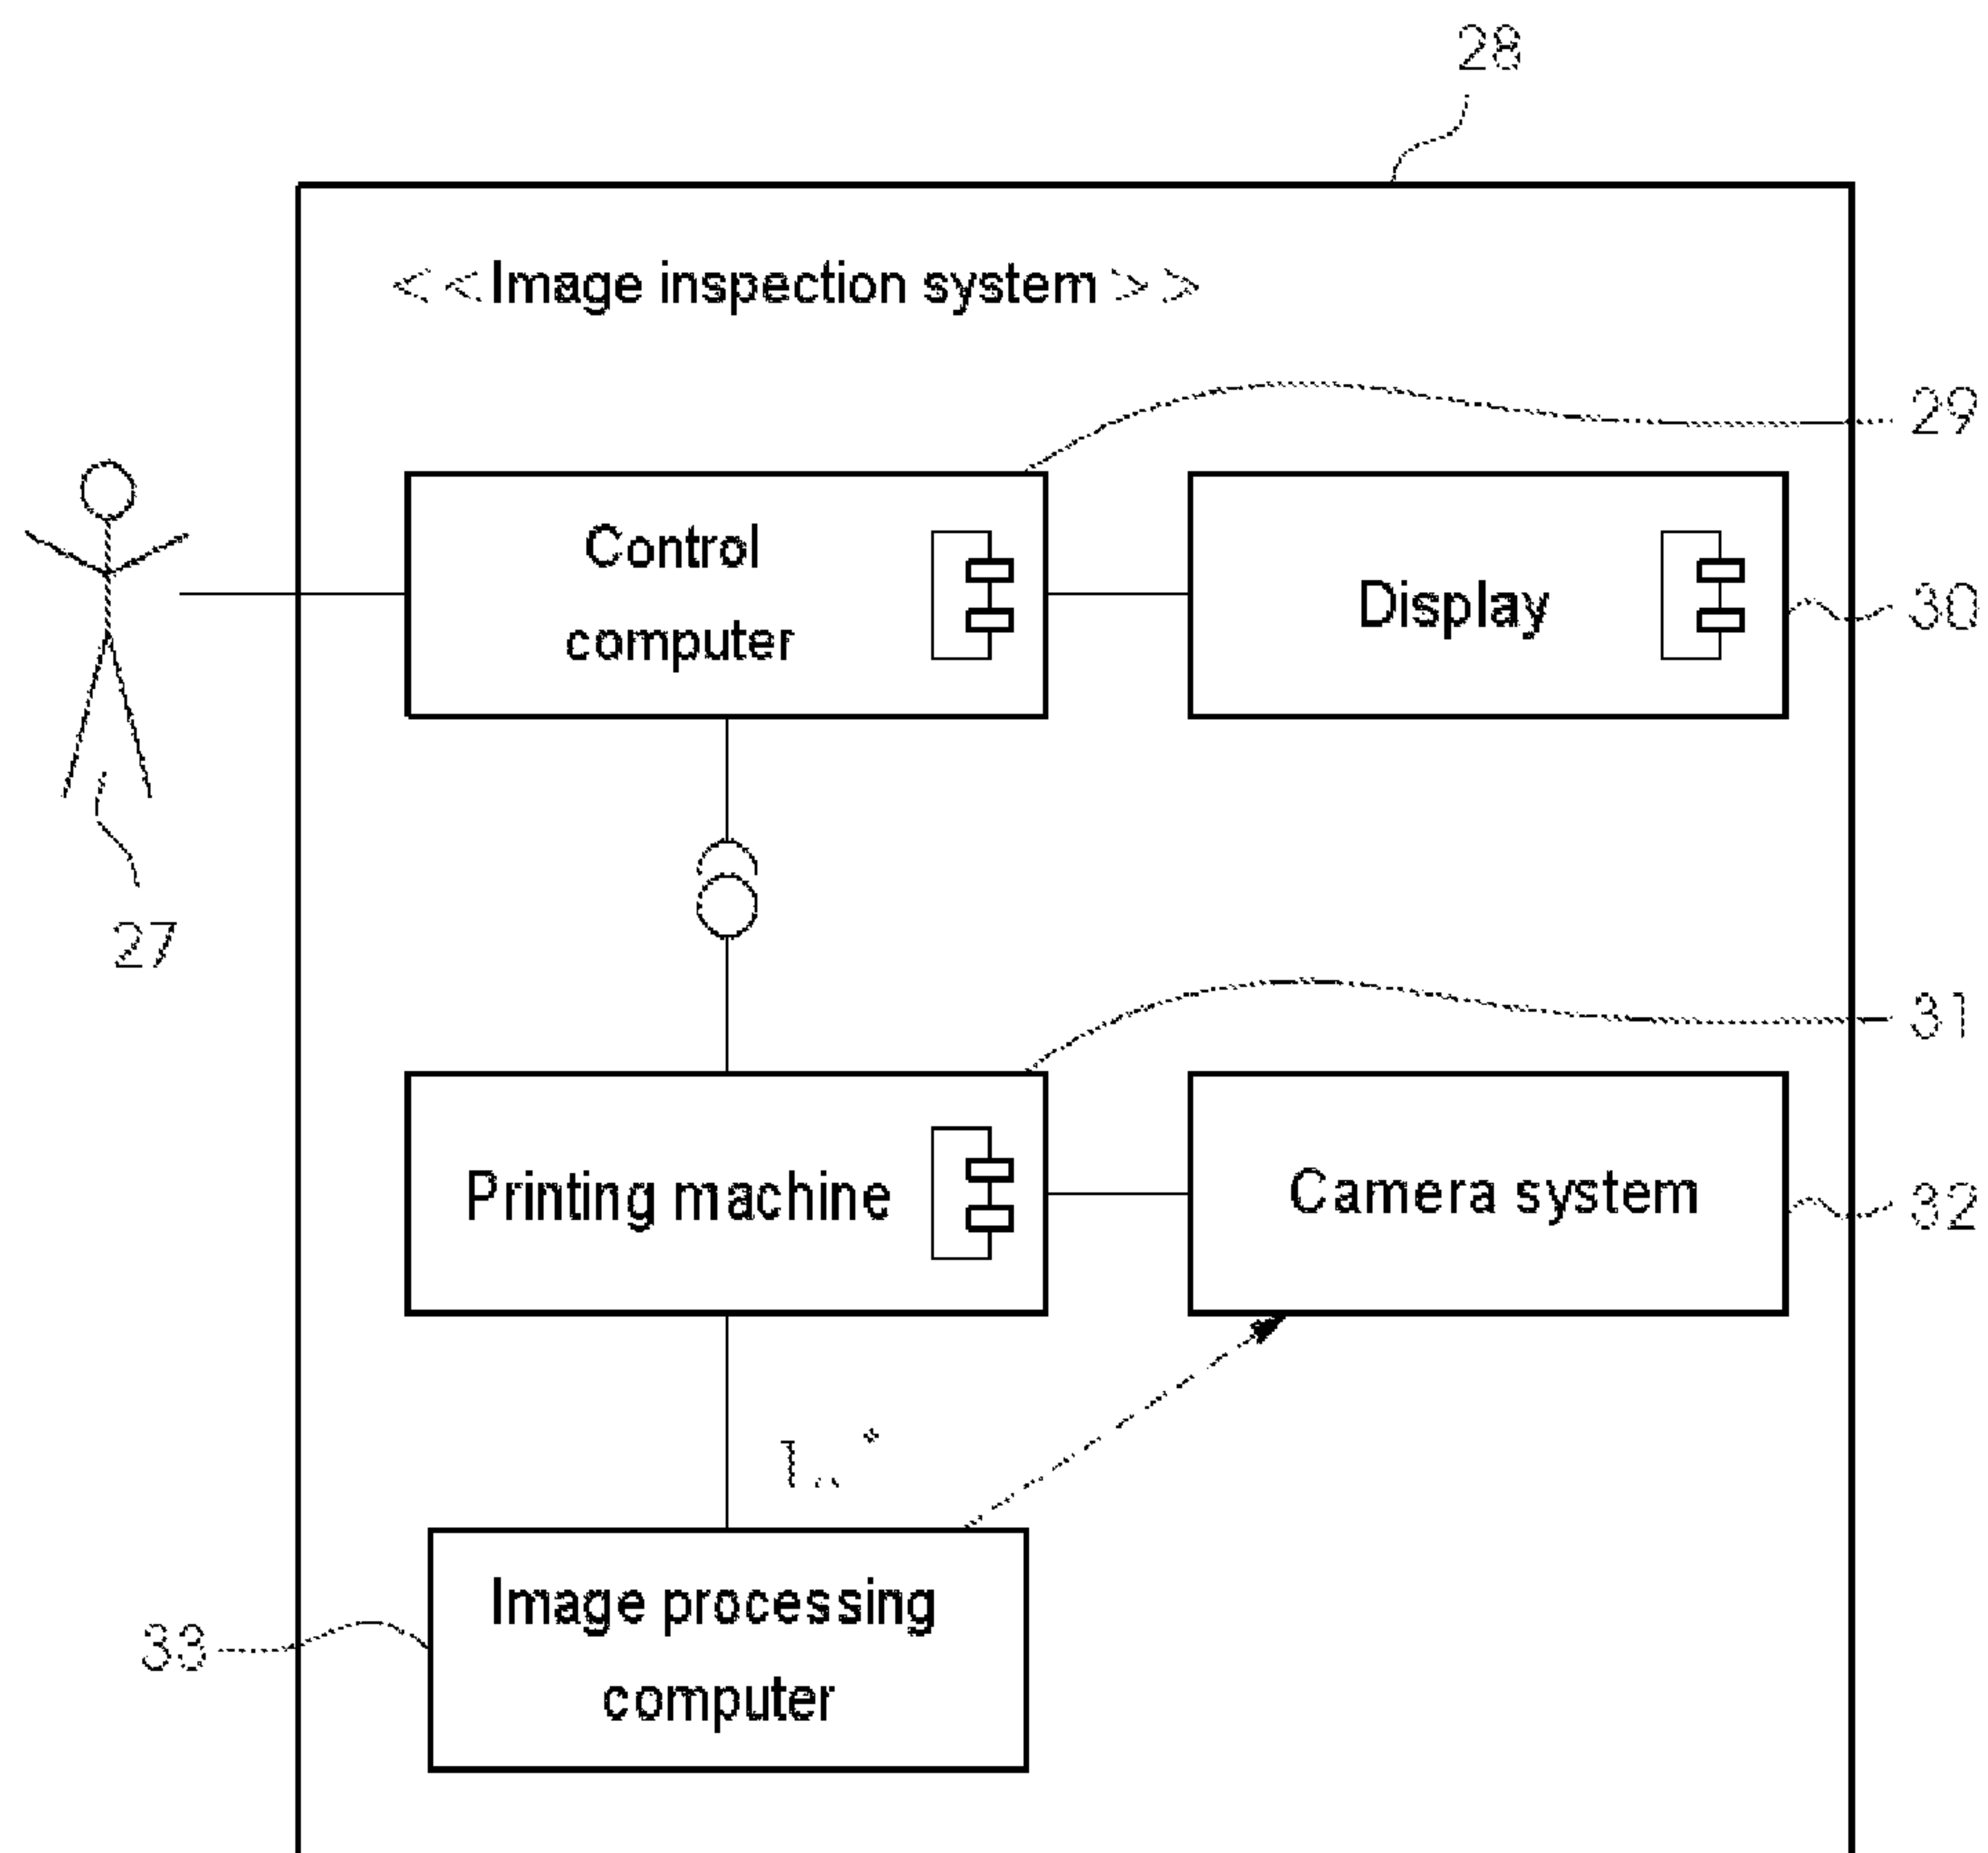 28
<<Image inspection system>>
29
Control
computer
Display
30
27
31
Printing machine
Camera system
32
1..*
Image processing
computer
33